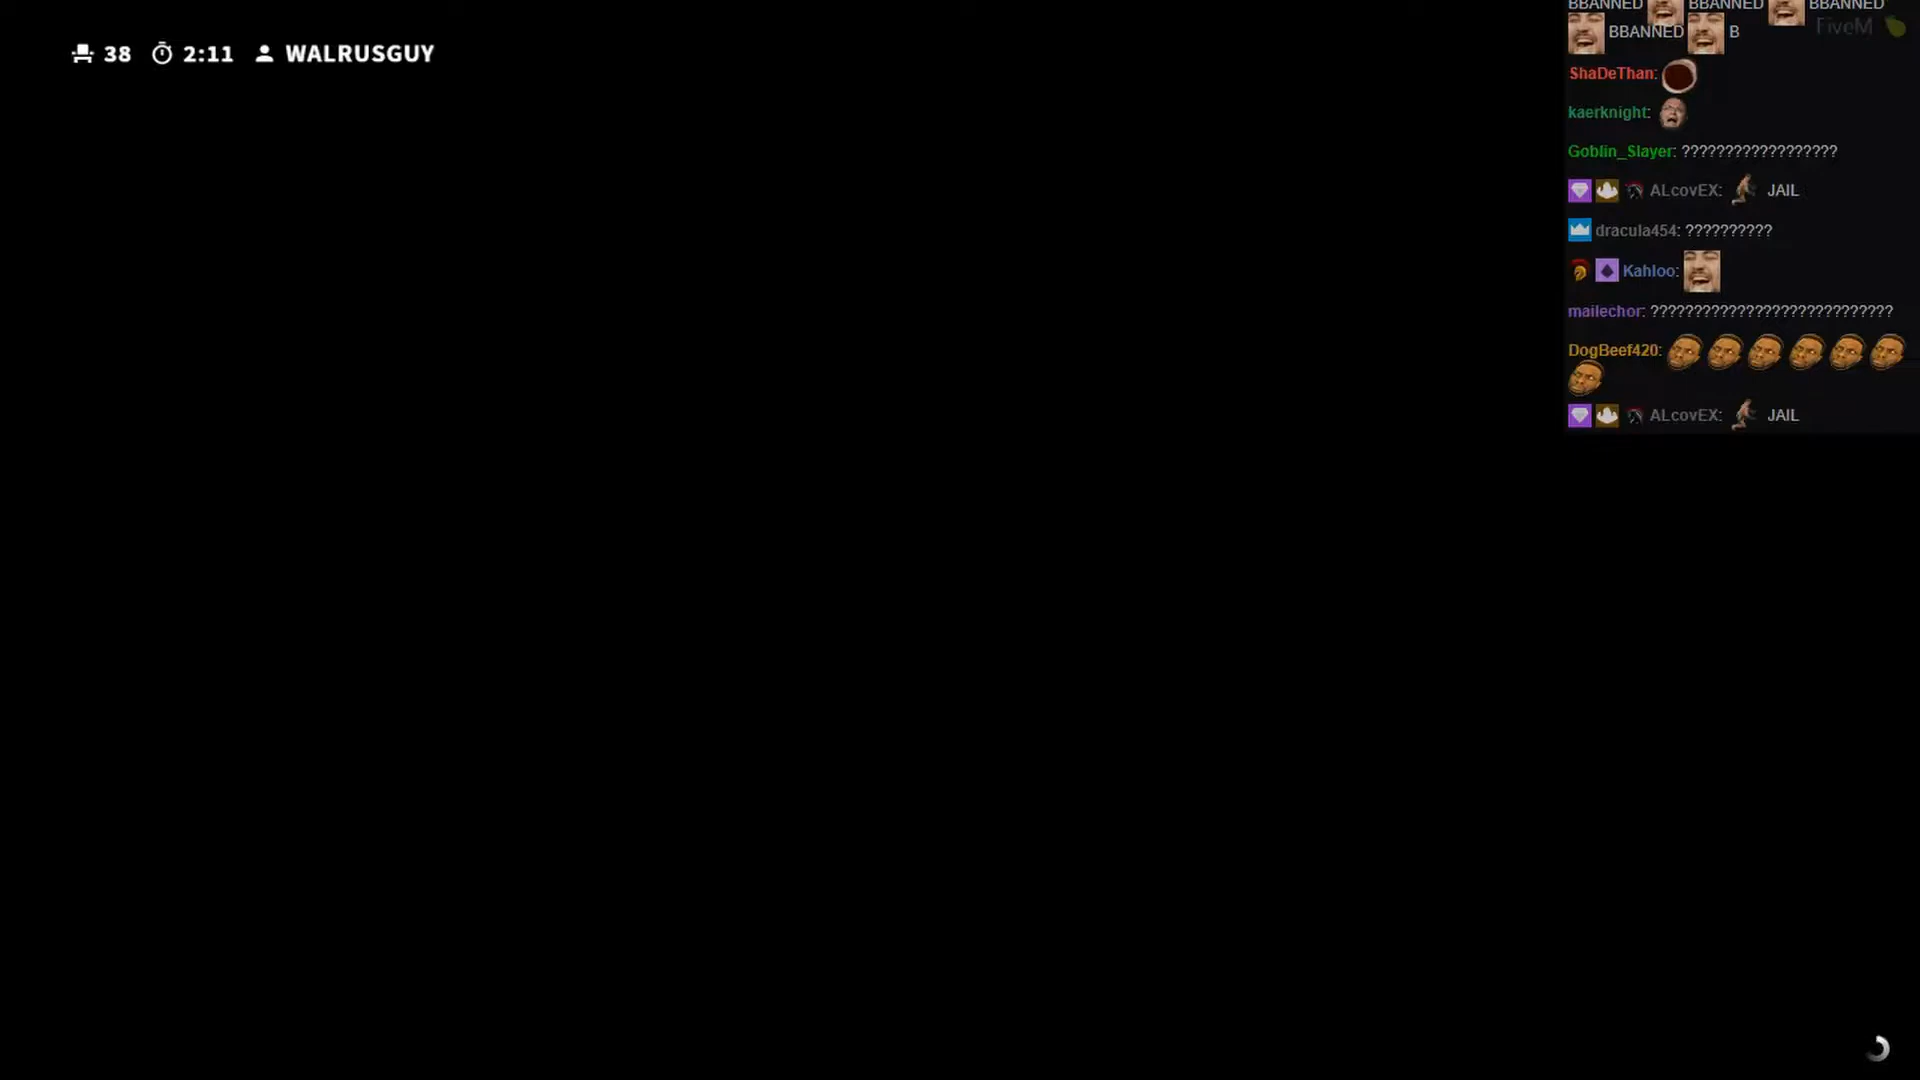 BBANNED BBANNED BBANNED
BBANNED B
FiveM
38 2:11 WALRUSGUY
ShaDeThan:
kaerknight:
Goblin_Slayer: ??????????????????
ALcovEX: JAIL
dracula454: ??????????
Kahloo:
mailechor: ????????????????????????????
DogBeef420:
ALcovEX: JAIL